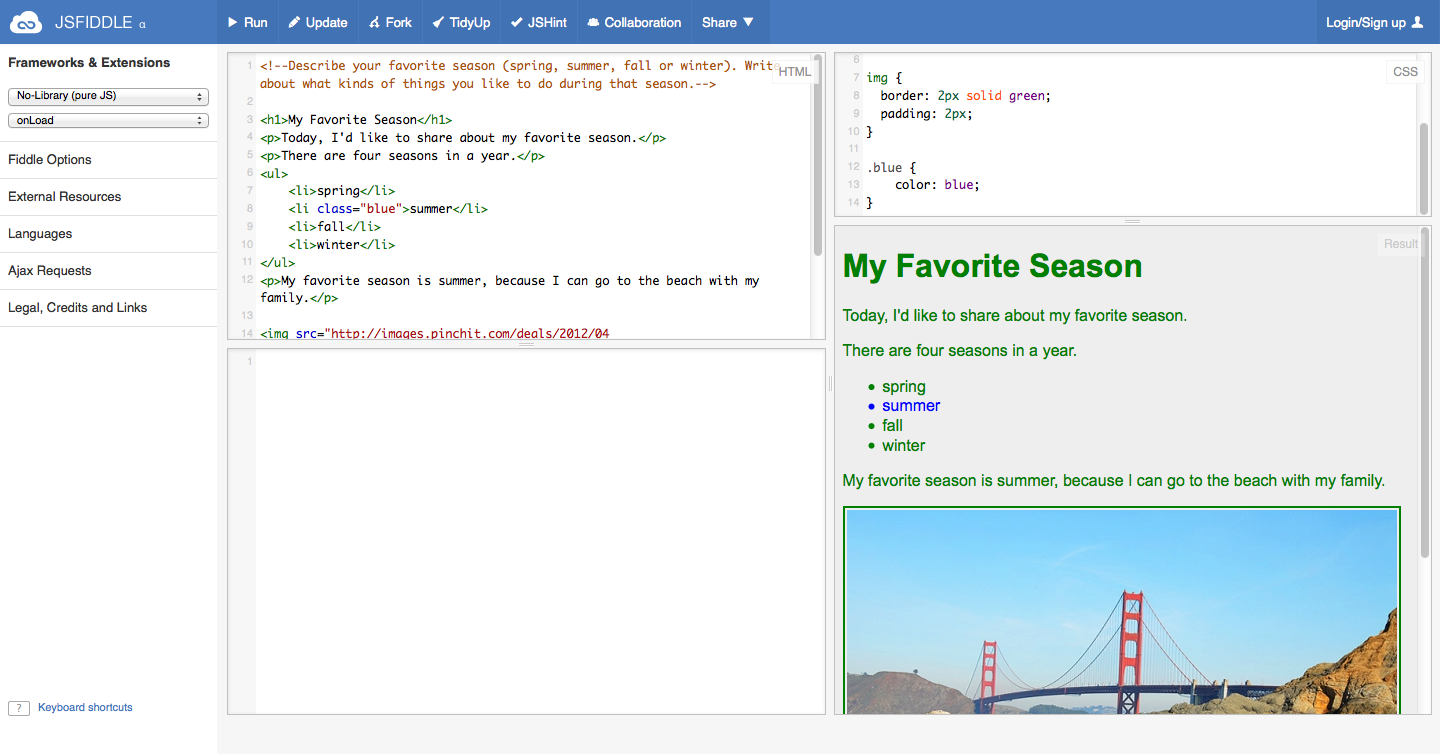 JSFIDDLE α
Run
Update
Fork
TidyUp
JSHint
Collaboration
Share ▼
Login/Sign up
Frameworks & Extensions
No-Library (pure JS)
onLoad
Fiddle Options
External Resources
Languages
Ajax Requests
Legal, Credits and Links
? Keyboard shortcuts
HTML
1 <!--Describe your favorite season (spring, summer, fall or winter). Write
about what kinds of things you like to do during that season.-->
2
3 <h1>My Favorite Season</h1>
4 <p>Today, I'd like to share about my favorite season.</p>
5 <p>There are four seasons in a year.</p>
6 <ul>
7 <li>spring</li>
8 <li class="blue">summer</li>
9 <li>fall</li>
10 <li>winter</li>
11 </ul>
12 <p>My favorite season is summer, because I can go to the beach with my
family.</p>
13
14 <img src="http://images.pinchit.com/deals/2012/04
1
CSS
6
7 img {
8 border: 2px solid green;
9 padding: 2px;
10 }
11
12 .blue {
13 color: blue;
14 }
Result
My Favorite Season
Today, I'd like to share about my favorite season.
There are four seasons in a year.
• spring
• summer
• fall
• winter
My favorite season is summer, because I can go to the beach with my family.